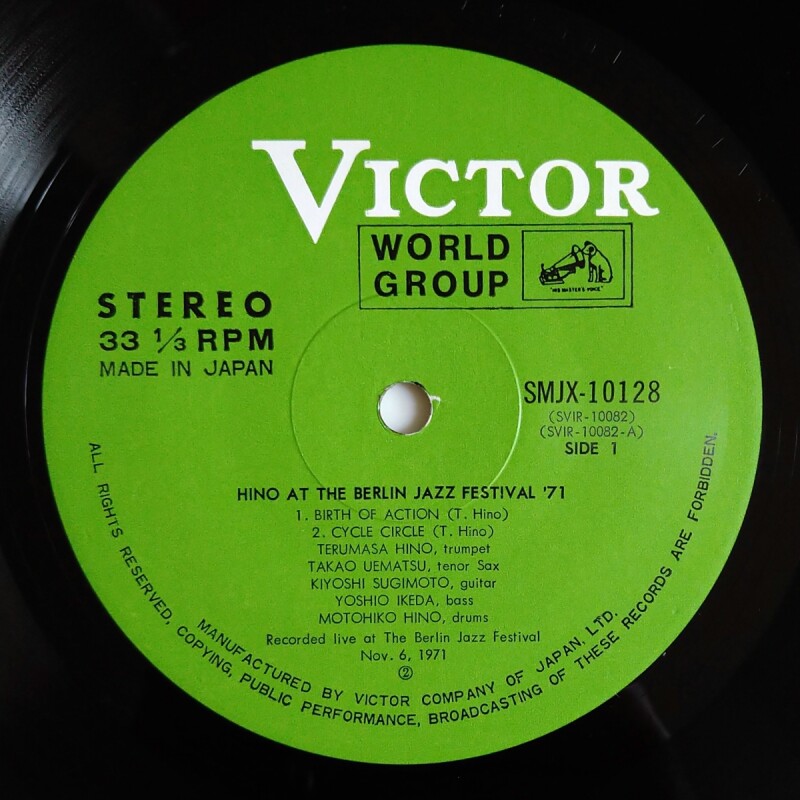 VICTOR
WORLD
GROUP
"HIS MASTER'S VOICE"
STEREO
33 1/3 RPM
MADE IN JAPAN
SMJX-10128
(SVIR-10082)
(SVIR-10082-A)
SIDE 1
HINO AT THE BERLIN JAZZ FESTIVAL '71
1. BIRTH OF ACTION (T. Hino)
2. CYCLE CIRCLE (T. Hino)
TERUMASA HINO, trumpet
TAKAO UEMATSU, tenor Sax
KIYOSHI SUGIMOTO, guitar
YOSHIO IKEDA, bass
MOTOHIKO HINO, drums
Recorded live at The Berlin Jazz Festival
Nov. 6, 1971
②
MANUFACTURED BY VICTOR COMPANY OF JAPAN, LTD.
ALL RIGHTS RESERVED, COPYING, PUBLIC PERFORMANCE, BROADCASTING OF THESE RECORDS ARE FORBIDDEN.